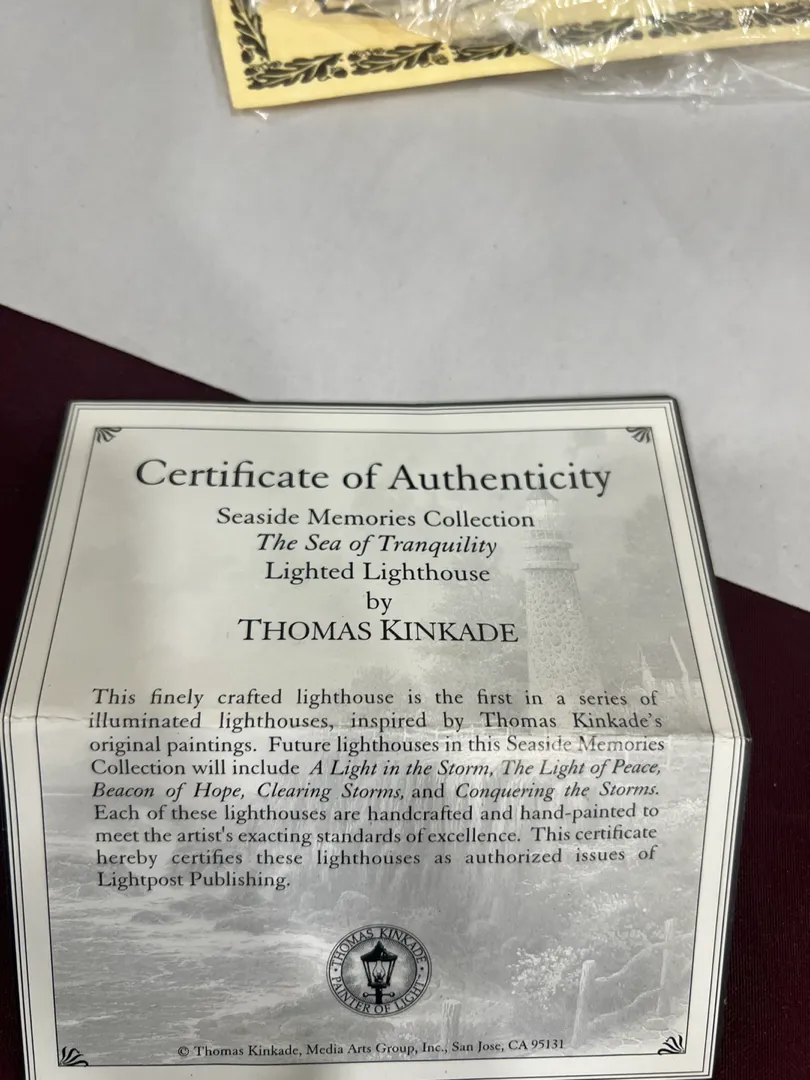 Certificate of Authenticity
Seaside Memories Collection
The Sea of Tranquility
Lighted Lighthouse
by
THOMAS KINKADE
This finely crafted lighthouse is the first in a series of
illuminated lighthouses, inspired by Thomas Kinkade's
original paintings. Future lighthouses in this Seaside Memories
Collection will include A Light in the Storm, The Light of Peace,
Beacon of Hope, Clearing Storms, and Conquering the Storms.
Each of these lighthouses are handcrafted and hand-painted to
meet the artist's exacting standards of excellence. This certificate
hereby certifies these lighthouses as authorized issues of
Lightpost Publishing.
THOMAS KINKADE
PAINTER OF LIGHT
© Thomas Kinkade, Media Arts Group, Inc., San Jose, CA 95131